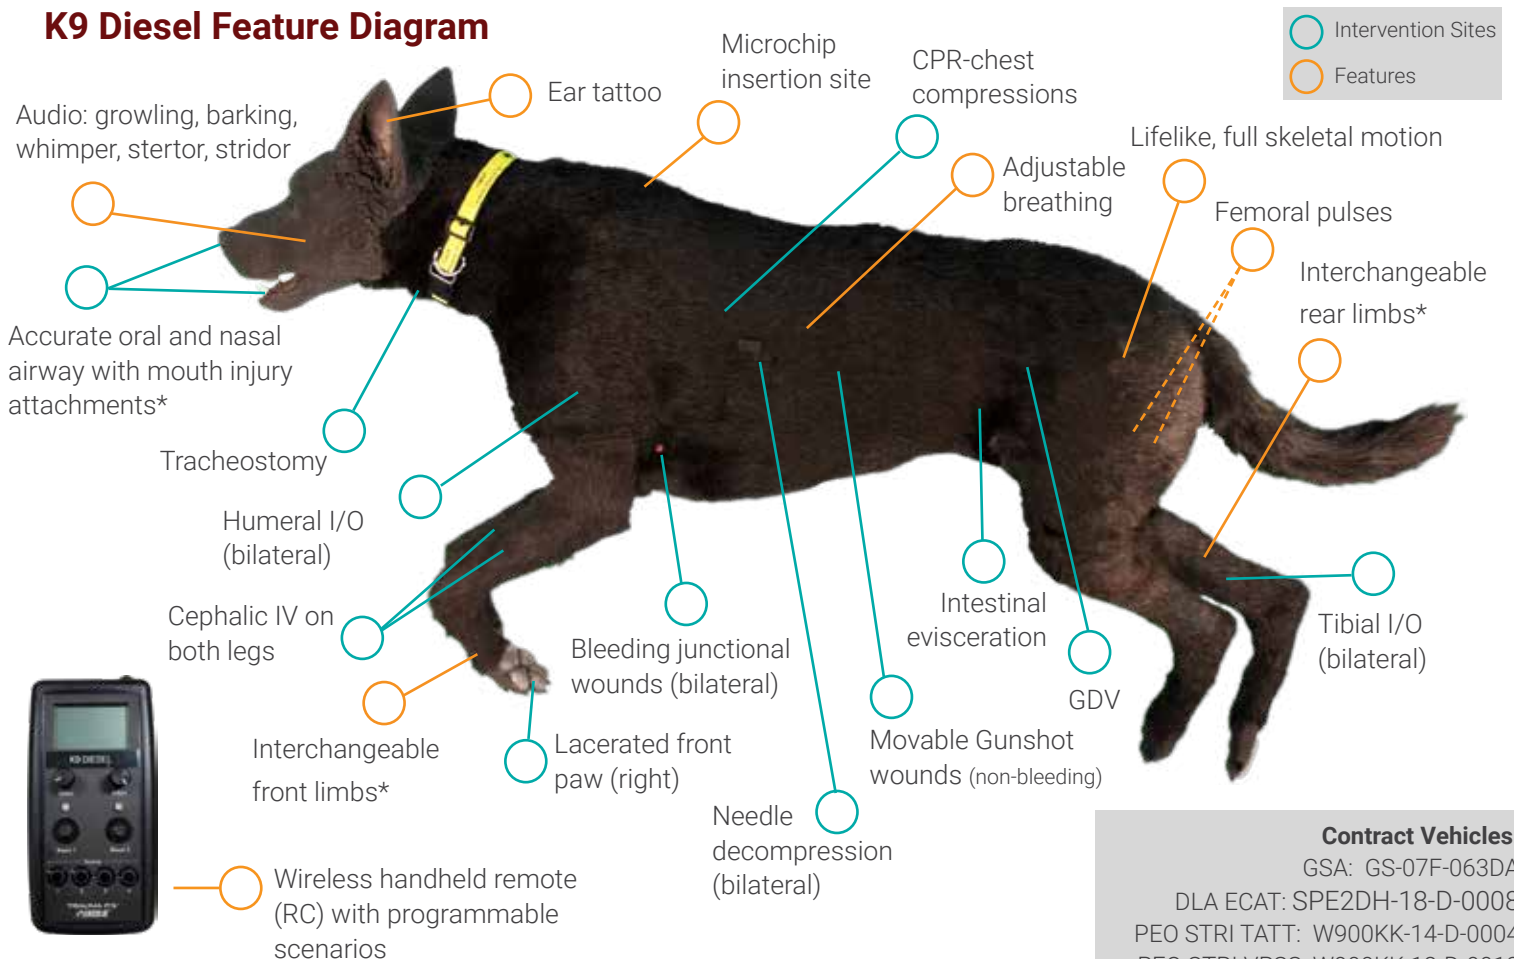 K9 Diesel Feature Diagram
Intervention Sites
Features
Microchip
insertion site
CPR-chest
compressions
Ear tattoo
Audio: growling, barking,
whimper, stertor, stridor
Lifelike, full skeletal motion
Adjustable
breathing
Femoral pulses
Interchangeable
rear limbs*
Accurate oral and nasal
airway with mouth injury
attachments*
Tracheostomy
Humeral I/O
(bilateral)
Cephalic IV on
both legs
Bleeding junctional
wounds (bilateral)
Intestinal
evisceration
Tibial I/O
(bilateral)
GDV
Interchangeable
front limbs*
Lacerated front
paw (right)
Movable Gunshot
wounds (non-bleeding)
Needle
decompression
(bilateral)
K9 DIESEL
Wireless handheld remote
(RC) with programmable
scenarios
Contract Vehicles
GSA: GS-07F-063DA
DLA ECAT: SPE2DH-18-D-0008
PEO STRI TATT: W900KK-14-D-0004